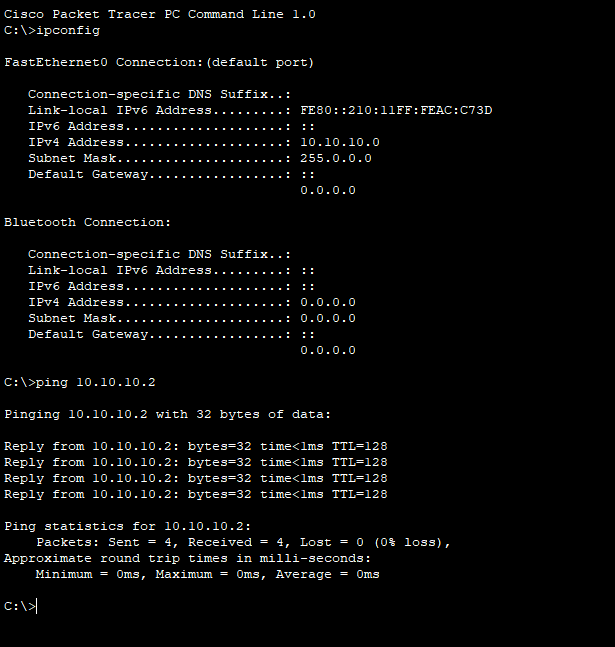 Cisco Packet Tracer PC Command Line 1.0
C:\>ipconfig
FastEthernet0 Connection:(default port)
Connection-specific DNS Suffix..:
Link-local IPv6 Address.........: FE80::210:11FF:FEAC:C73D
IPv6 Address....................: ::
IPv4 Address....................: 10.10.10.0
Subnet Mask.....................: 255.0.0.0
Default Gateway.................: ::
0.0.0.0
Bluetooth Connection:
Connection-specific DNS Suffix..:
Link-local IPv6 Address.........: ::
IPv6 Address....................: ::
IPv4 Address....................: 0.0.0.0
Subnet Mask.....................: 0.0.0.0
Default Gateway.................: ::
0.0.0.0
C:\>ping 10.10.10.2
Pinging 10.10.10.2 with 32 bytes of data:
Reply from 10.10.10.2: bytes=32 time<1ms TTL=128
Reply from 10.10.10.2: bytes=32 time<1ms TTL=128
Reply from 10.10.10.2: bytes=32 time<1ms TTL=128
Reply from 10.10.10.2: bytes=32 time<1ms TTL=128
Ping statistics for 10.10.10.2:
Packets: Sent = 4, Received = 4, Lost = 0 (0% loss),
Approximate round trip times in milli-seconds:
Minimum = 0ms, Maximum = 0ms, Average = 0ms
C:\>